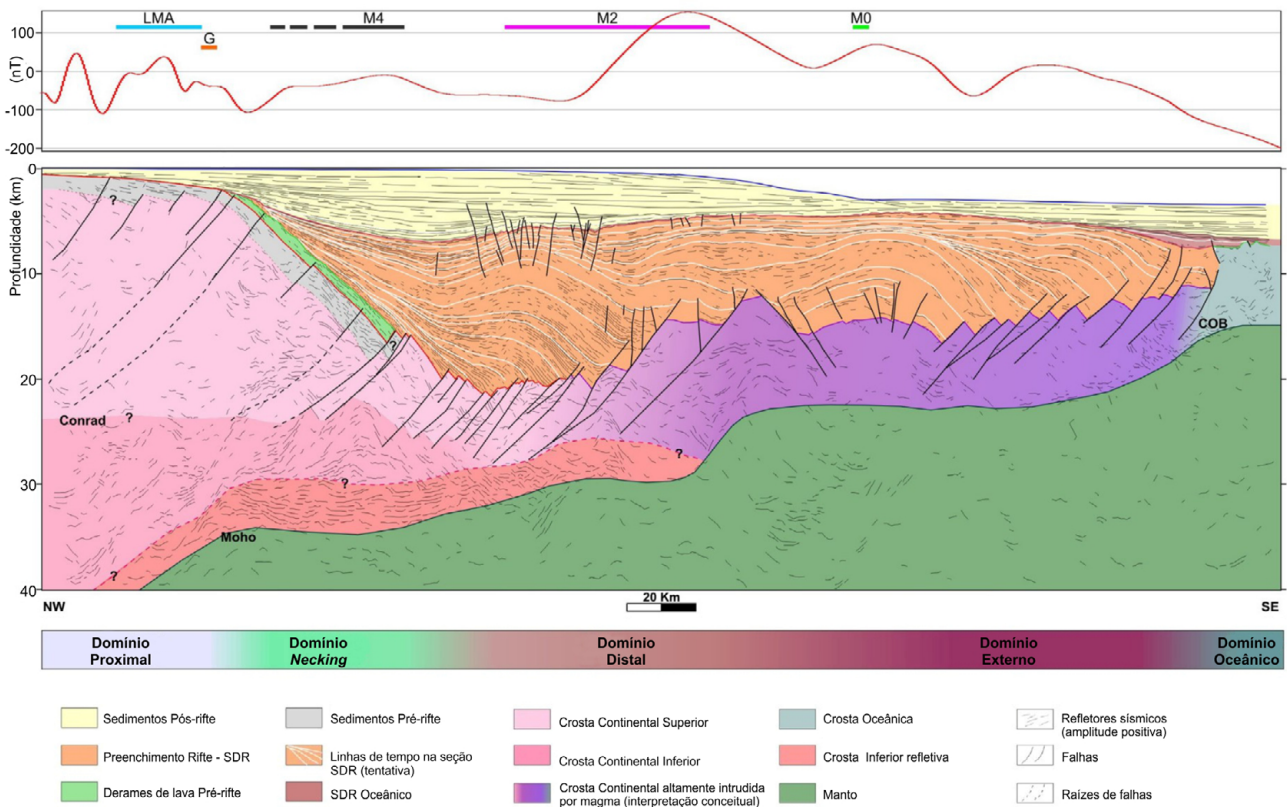 LMA
G
M4
M2
M0
100
0
-100
-200
(nT)
0
10
20
30
40
Profundidade (km)
?
?
Conrad
?
?
?
?
Moho
COB
NW
20 Km
SE
Domínio
Proximal
Domínio
Necking
Domínio
Distal
Domínio
Externo
Domínio
Oceânico
Sedimentos Pós-rifte
Preenchimento Rifte - SDR
Derames de lava Pré-rifte
Sedimentos Pré-rifte
Linhas de tempo na seção
SDR (tentativa)
SDR Oceânico
Crosta Continental Superior
Crosta Continental Inferior
Crosta Continental altamente intrudida
por magma (interpretação conceitual)
Crosta Oceânica
Crosta Inferior refletiva
Manto
Refletores sísmicos
(amplitude positiva)
Falhas
Raízes de falhas